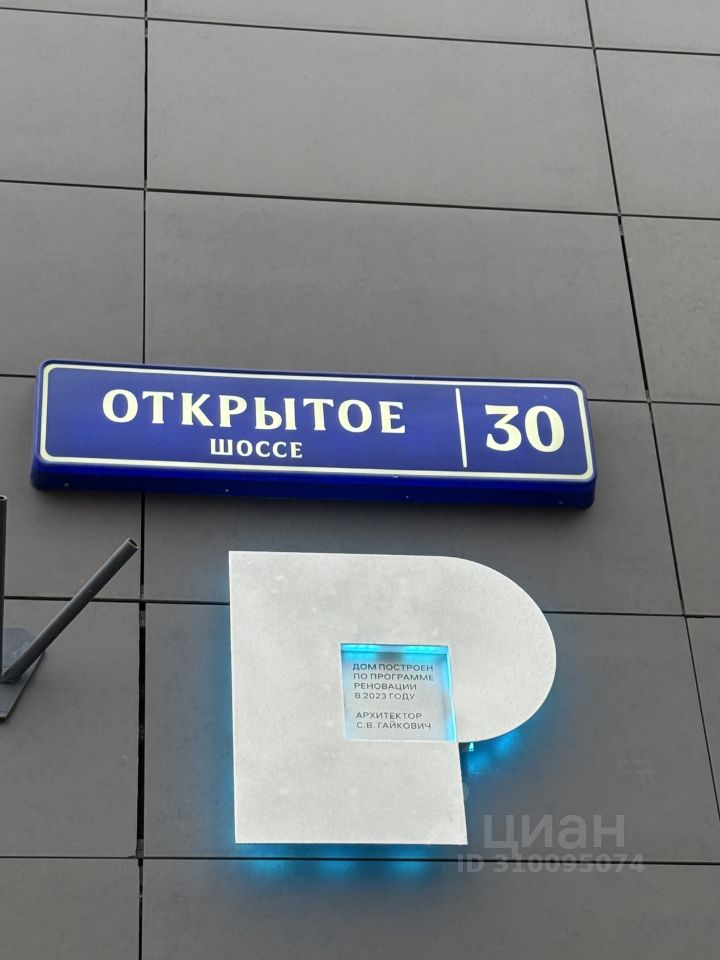 ОТКРЫТОЕ
ШОССЕ
30
ДОМ ПОСТРОЕН
ПО ПРОГРАММЕ
РЕНОВАЦИИ
В 2023 ГОДУ
АРХИТЕКТОР
С.В. ГАЙКОВИЧ
циан
ID 310095074